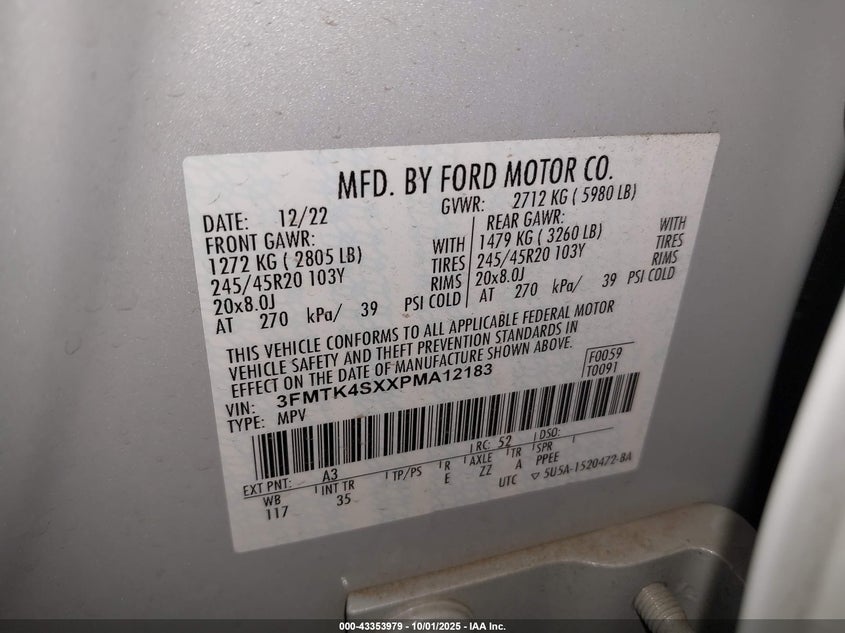 MFD. BY FORD MOTOR CO.
DATE: 12/22 GVWR: 2712 KG ( 5980 LB)
FRONT GAWR: REAR GAWR:
1272 KG ( 2805 LB) WITH 1479 KG ( 3260 LB) WITH
245/45R20 103Y TIRES 245/45R20 103Y TIRES
20x8.0J RIMS 20x8.0J RIMS
AT 270 kPa/ 39 PSI COLD AT 270 kPa/ 39 PSI COLD
THIS VEHICLE CONFORMS TO ALL APPLICABLE FEDERAL MOTOR
VEHICLE SAFETY AND THEFT PREVENTION STANDARDS IN
EFFECT ON THE DATE OF MANUFACTURE SHOWN ABOVE.
F0059
VIN: 3FMTK4SXXPMA12183 T0091
TYPE: MPV
EXT PNT: A3 RC: 52 DSO:
WB INT TR TP/PS R AXLE TR SPR
117 35 E ZZ A PPEE
UTC ▽ 5U5A-1520472-BA
000-43353979 - 10/01/2025 - IAA Inc.